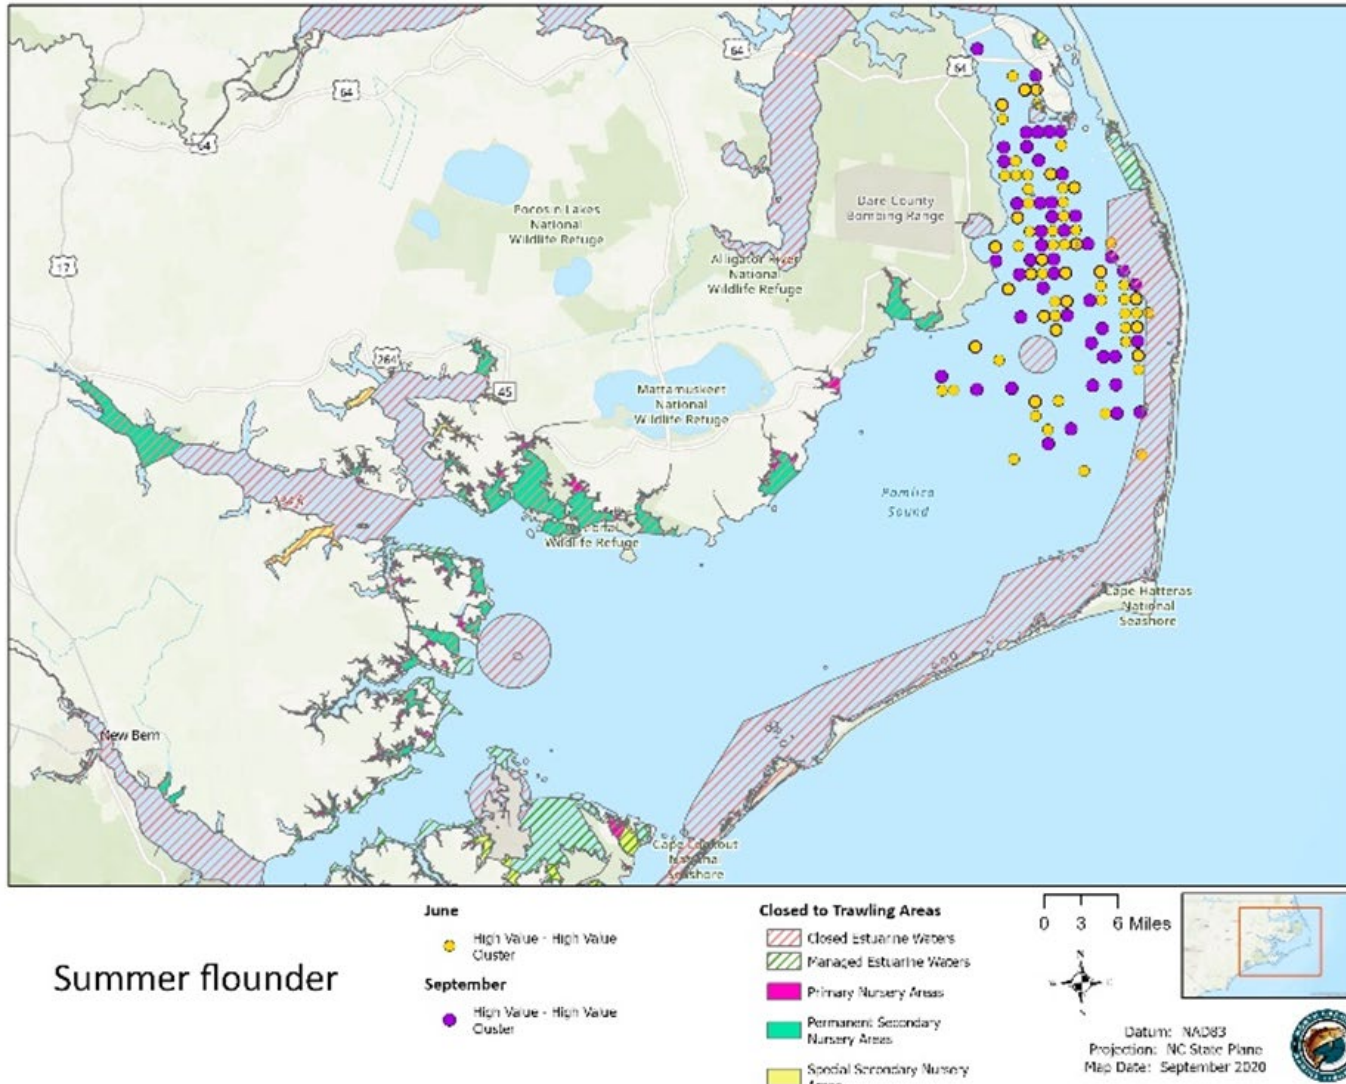 64
64
64
64
Dare County
Bombing Range
Pocosin Lakes
National
Wildlife Refuge
Alligator River
National
Wildlife Refuge
17
264
45
Mattamuskeet
National
Wildlife Refuge
Pamlico
Sound
Wildlife Refuge
Cape Hatteras
National
Seashore
New Bern
Cape Lookout
National
Seashore
Summer flounder
June
High Value - High Value
Cluster
September
High Value - High Value
Cluster
Closed to Trawling Areas
Closed Estuarine Waters
Managed Estuarine Waters
Primary Nursery Areas
Permanent Secondary
Nursery Areas
Special Secondary Nursery
Areas
0 3 6 Miles
N
Datum: NAD83
Projection: NC State Plane
Map Date: September 2020